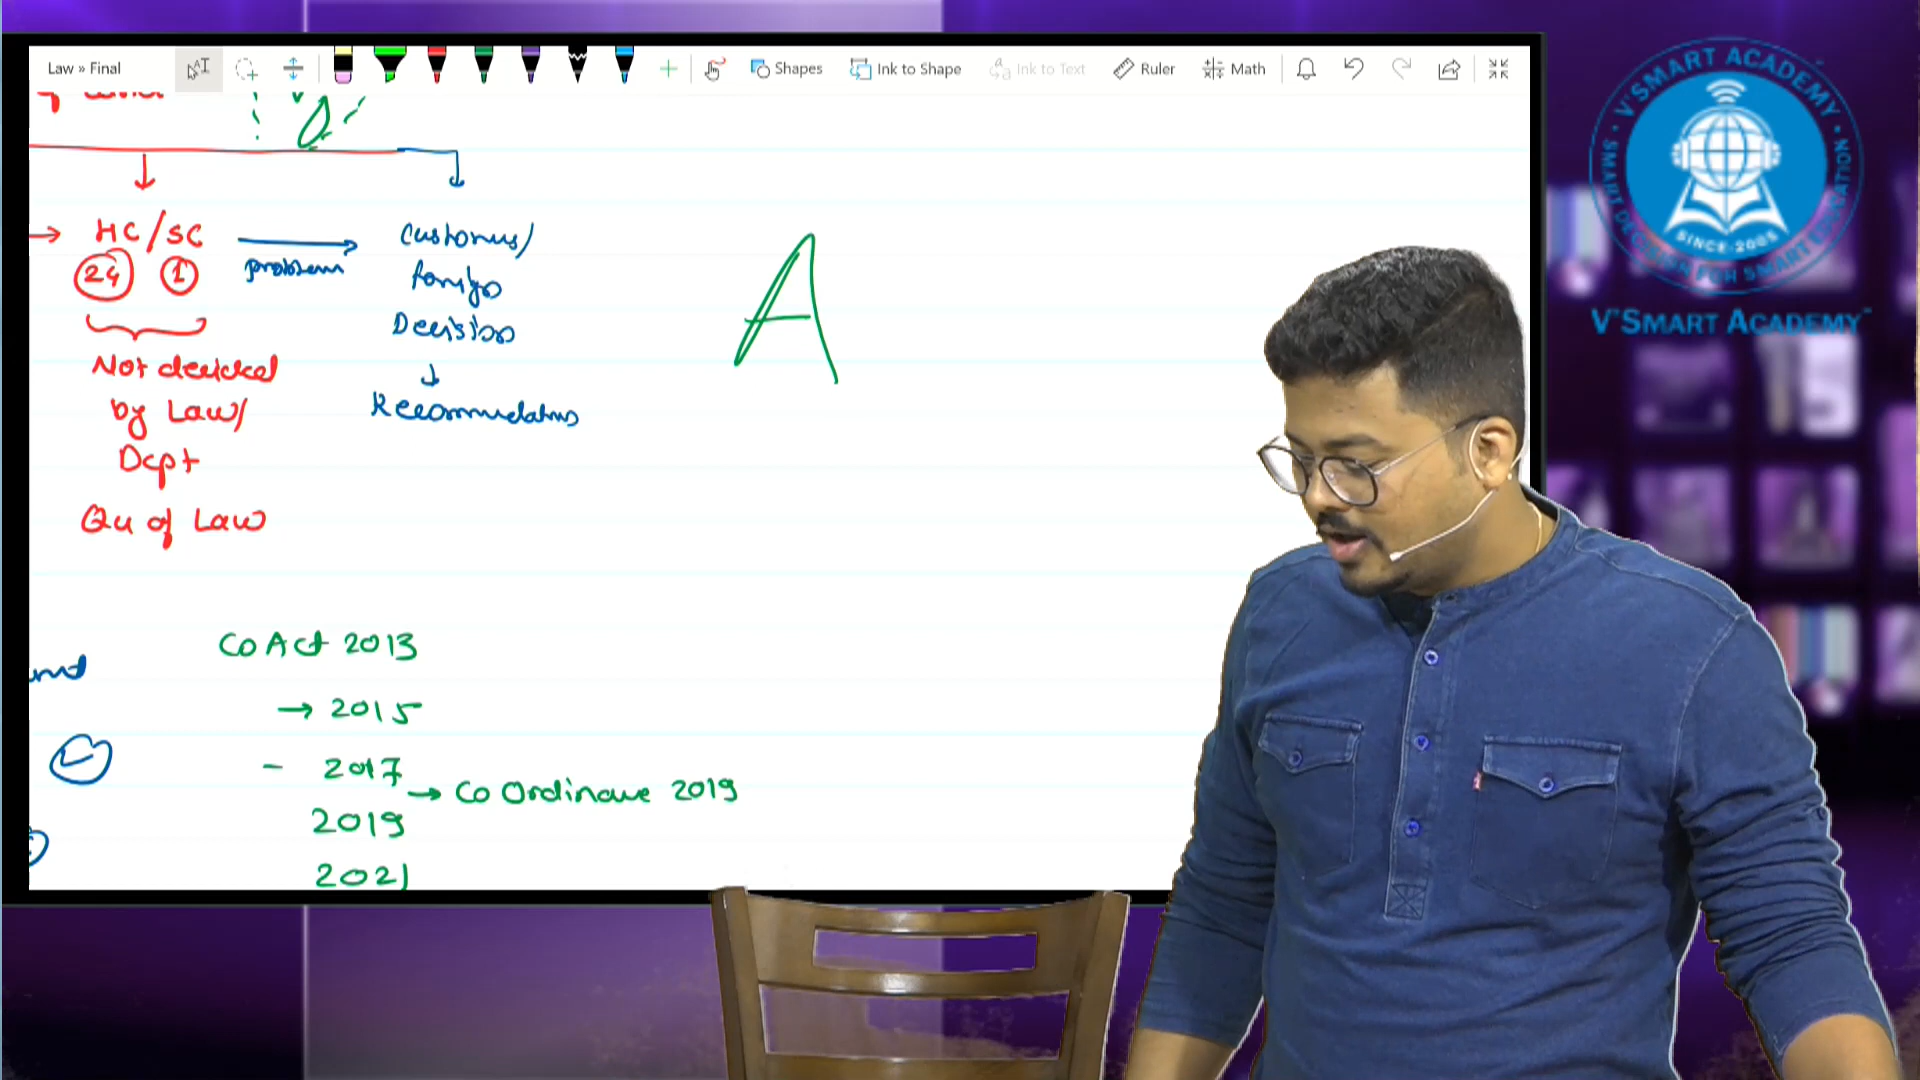 Law » Final
Shapes
Ink to Shape
Ink to Text
Ruler
Math
HC/SC
24 1
problem
Customs/
foreign
Decision
Recommendations
Not decided
by Law/
Dept
Qu of Law
A
Co Act 2013
→ 2015
- 2017
→ Co Ordinance 2019
2019
2021
V'SMART ACADEMY
SINCE-2005
V'SMART ACADEMY